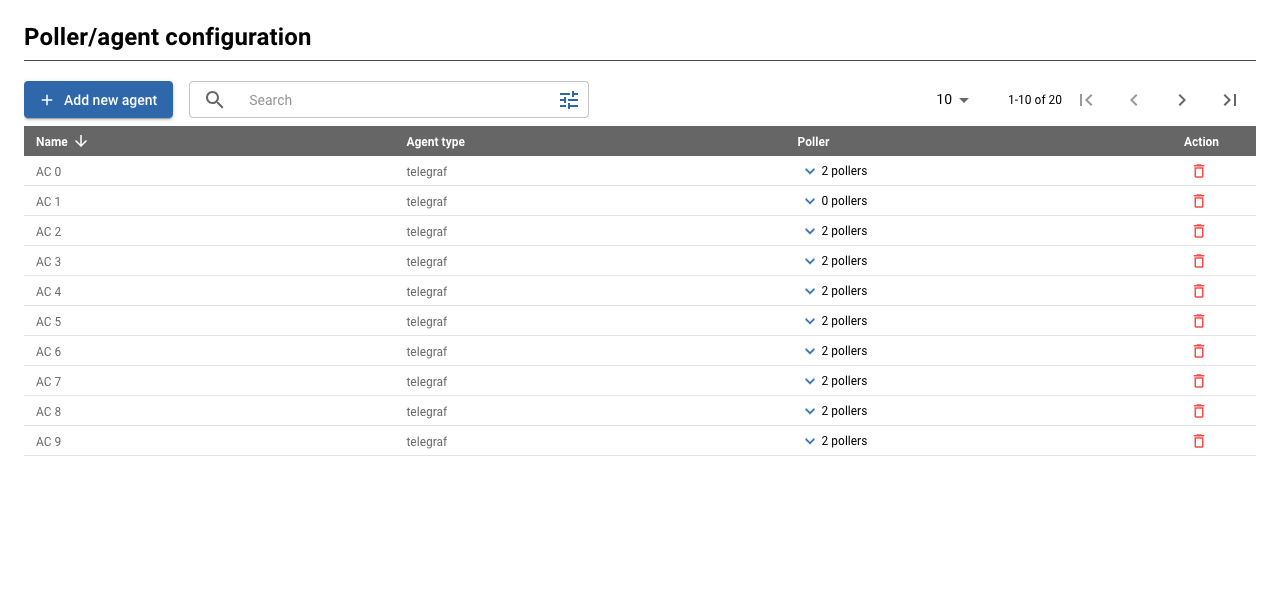 Poller/agent configuration
Add new agent Search 10 1-10 of 20
Name Agent type Poller Action
AC 0 telegraf 2 pollers
AC 1 telegraf 0 pollers
AC 2 telegraf 2 pollers
AC 3 telegraf 2 pollers
AC 4 telegraf 2 pollers
AC 5 telegraf 2 pollers
AC 6 telegraf 2 pollers
AC 7 telegraf 2 pollers
AC 8 telegraf 2 pollers
AC 9 telegraf 2 pollers